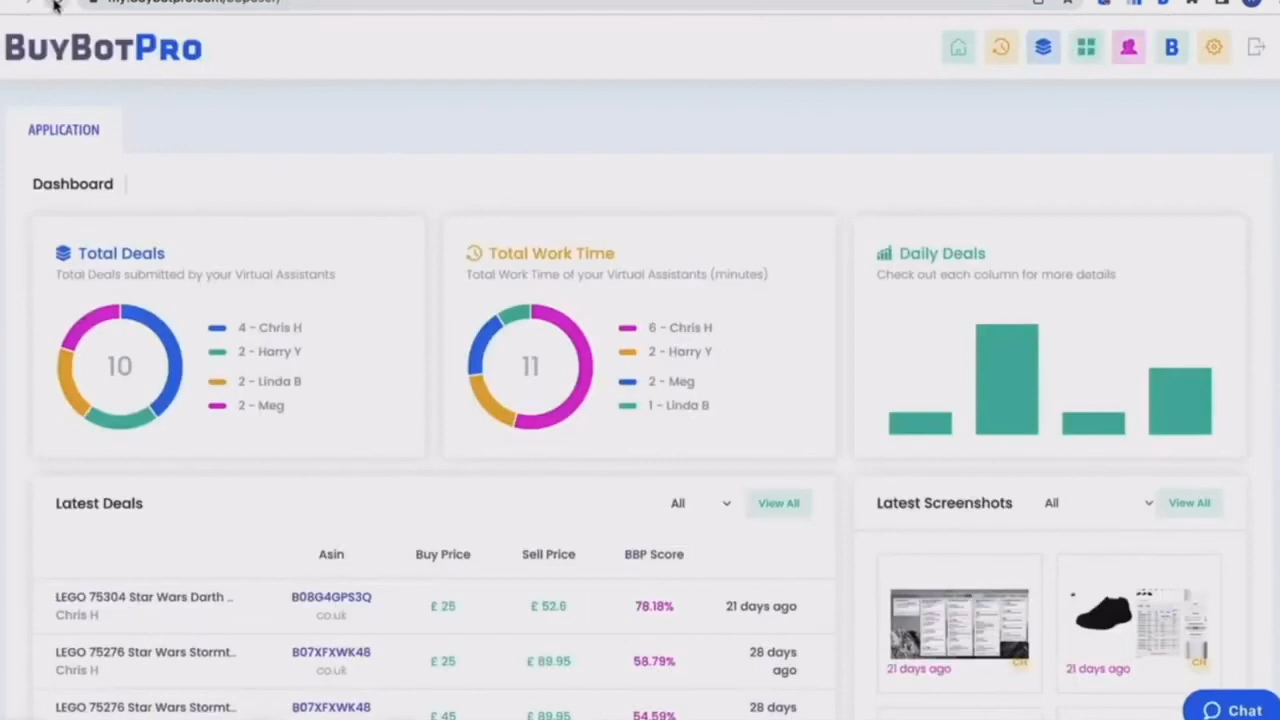 BUYBOTPRO
B
APPLICATION
Dashboard
Total Deals
Total Deals submitted by your Virtual Assistants
10
4 - Chris H
2 - Harry Y
2 - Linda B
2 - Meg
Total Work Time
Total Work Time of your Virtual Assistants (minutes)
11
6 - Chris H
2 - Harry Y
2 - Meg
1 - Linda B
Daily Deals
Check out each column for more details
Latest Deals
All
View All
Asin Buy Price Sell Price BBP Score
LEGO 75304 Star Wars Darth ... B08G4GPS3Q £ 25 £ 52.6 78.18% 21 days ago
Chris H co.uk
LEGO 75276 Star Wars Stormt... B07XFXWK48 £ 25 £ 89.95 58.79% 28 days ago
Chris H co.uk
LEGO 75276 Star Wars Stormt... B07XFXWK48 £ 45 £ 89.95 54.59% 28 days
Latest Screenshots
All
View All
21 days ago
CH
21 days ago
CH
Chat